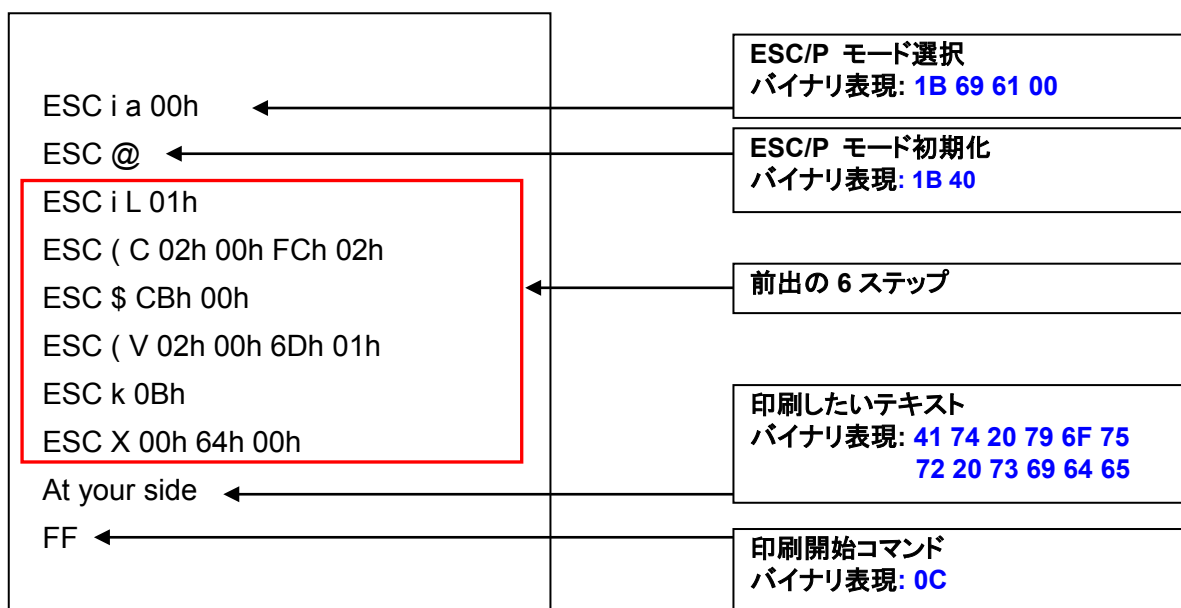 ESC i a 00h
ESC @
ESC i L 01h
ESC ( C 02h 00h FCh 02h
ESC $ CBh 00h
ESC ( V 02h 00h 6Dh 01h
ESC k 0Bh
ESC X 00h 64h 00h
At your side
FF
ESC/P モード選択
バイナリ表現: 1B 69 61 00
ESC/P モード初期化
バイナリ表現: 1B 40
前出の 6 ステップ
印刷したいテキスト
バイナリ表現: 41 74 20 79 6F 75
72 20 73 69 64 65
印刷開始コマンド
バイナリ表現: 0C